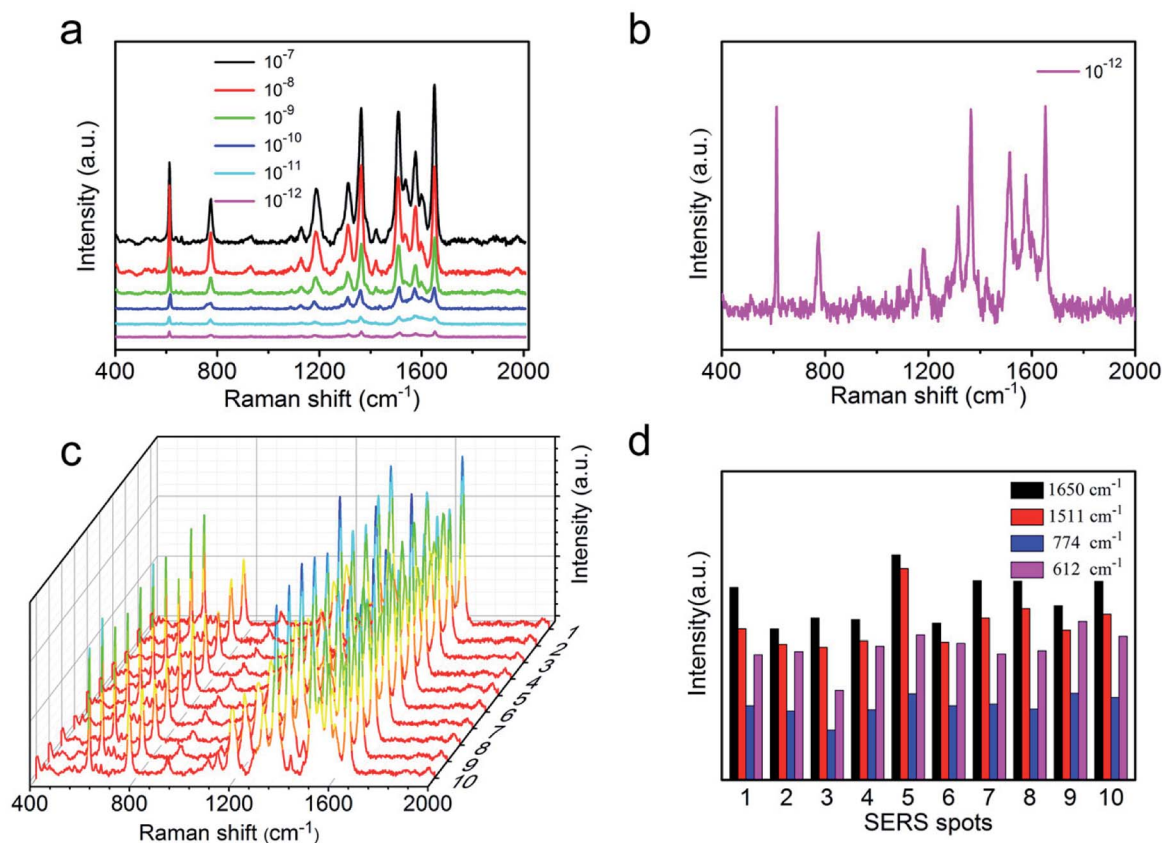 a
10⁻⁷
10⁻⁸
10⁻⁹
10⁻¹⁰
10⁻¹¹
10⁻¹²
Intensity (a.u.)
400 800 1200 1600 2000
Raman shift (cm⁻¹)
b
10⁻¹²
Intensity (a.u.)
400 800 1200 1600 2000
Raman shift (cm⁻¹)
c
Intensity (a.u.)
1
2
3
4
5
6
7
8
9
10
400 800 1200 1600 2000
Raman shift (cm⁻¹)
d
1650 cm⁻¹
1511 cm⁻¹
774 cm⁻¹
612 cm⁻¹
Intensity(a.u.)
1 2 3 4 5 6 7 8 9 10
SERS spots